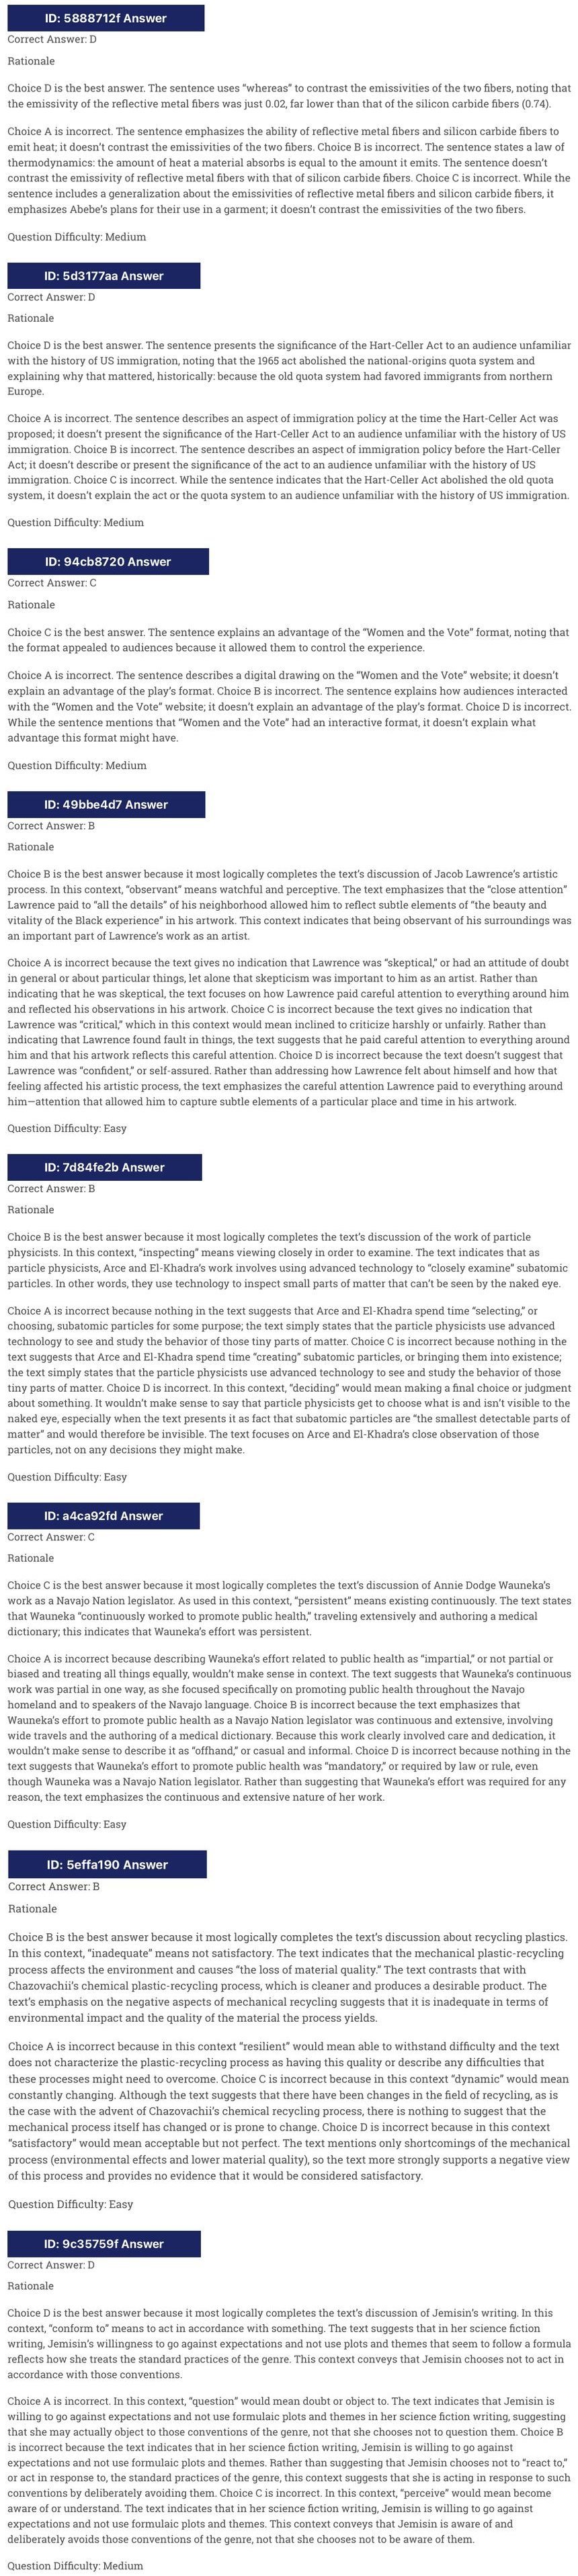 ID: 5888712f Answer
Correct Answer: D
Rationale
Choice D is the best answer. The sentence uses “whereas” to contrast the emissivities of the two fibers, noting that
the emissivity of the reflective metal fibers was just 0.02, far lower than that of the silicon carbide fibers (0.74).
Choice A is incorrect. The sentence emphasizes the ability of reflective metal fibers and silicon carbide fibers to
emit heat; it doesn’t contrast the emissivities of the two fibers. Choice B is incorrect. The sentence states a law of
thermodynamics: the amount of heat a material absorbs is equal to the amount it emits. The sentence doesn’t
contrast the emissivity of reflective metal fibers with that of silicon carbide fibers. Choice C is incorrect. While the
sentence includes a generalization about the emissivities of reflective metal fibers and silicon carbide fibers, it
emphasizes Abebe’s plans for their use in a garment; it doesn’t contrast the emissivities of the two fibers.
Question Difficulty: Medium
ID: 5d3177aa Answer
Correct Answer: D
Rationale
Choice D is the best answer. The sentence presents the significance of the Hart-Celler Act to an audience unfamiliar
with the history of US immigration, noting that the 1965 act abolished the national-origins quota system and
explaining why that mattered, historically: because the old quota system had favored immigrants from northern
Europe.
Choice A is incorrect. The sentence describes an aspect of immigration policy at the time the Hart-Celler Act was
proposed; it doesn’t present the significance of the Hart-Celler Act to an audience unfamiliar with the history of US
immigration. Choice B is incorrect. The sentence describes an aspect of immigration policy before the Hart-Celler
Act; it doesn’t describe or present the significance of the act to an audience unfamiliar with the history of US
immigration. Choice C is incorrect. While the sentence indicates that the Hart-Celler Act abolished the old quota
system, it doesn’t explain the act or the quota system to an audience unfamiliar with the history of US immigration.
Question Difficulty: Medium
ID: 94cb8720 Answer
Correct Answer: C
Rationale
Choice C is the best answer. The sentence explains an advantage of the “Women and the Vote” format, noting that
the format appealed to audiences because it allowed them to control the experience.
Choice A is incorrect. The sentence describes a digital drawing on the “Women and the Vote” website; it doesn’t
explain an advantage of the play’s format. Choice B is incorrect. The sentence explains how audiences interacted
with the “Women and the Vote” website; it doesn’t explain an advantage of the play’s format. Choice D is incorrect.
While the sentence mentions that “Women and the Vote” had an interactive format, it doesn’t explain what
advantage this format might have.
Question Difficulty: Medium
ID: 49bbe4d7 Answer
Correct Answer: B
Rationale
Choice B is the best answer because it most logically completes the text’s discussion of Jacob Lawrence’s artistic
process. In this context, “observant” means watchful and perceptive. The text emphasizes that the “close attention”
Lawrence paid to “all the details” of his neighborhood allowed him to reflect subtle elements of “the beauty and
vitality of the Black experience” in his artwork. This context indicates that being observant of his surroundings was
an important part of Lawrence’s work as an artist.
Choice A is incorrect because the text gives no indication that Lawrence was “skeptical,” or had an attitude of doubt
in general or about particular things, let alone that skepticism was important to him as an artist. Rather than
indicating that he was skeptical, the text focuses on how Lawrence paid careful attention to everything around him
and reflected his observations in his artwork. Choice C is incorrect because the text gives no indication that
Lawrence was “critical,” which in this context would mean inclined to criticize harshly or unfairly. Rather than
indicating that Lawrence found fault in things, the text suggests that he paid careful attention to everything around
him and that his artwork reflects this careful attention. Choice D is incorrect because the text doesn’t suggest that
Lawrence was “confident,” or self-assured. Rather than addressing how Lawrence felt about himself and how that
feeling affected his artistic process, the text emphasizes the careful attention Lawrence paid to everything around
him—attention that allowed him to capture subtle elements of a particular place and time in his artwork.
Question Difficulty: Easy
ID: 7d84fe2b Answer
Correct Answer: B
Rationale
Choice B is the best answer because it most logically completes the text’s discussion of the work of particle
physicists. In this context, “inspecting” means viewing closely in order to examine. The text indicates that as
particle physicists, Arce and El-Khadra’s work involves using advanced technology to “closely examine” subatomic
particles. In other words, they use technology to inspect small parts of matter that can’t be seen by the naked eye.
Choice A is incorrect because nothing in the text suggests that Arce and El-Khadra spend time “selecting,” or
choosing, subatomic particles for some purpose; the text simply states that the particle physicists use advanced
technology to see and study the behavior of those tiny parts of matter. Choice C is incorrect because nothing in the
text suggests that Arce and El-Khadra spend time “creating” subatomic particles, or bringing them into existence;
the text simply states that the particle physicists use advanced technology to see and study the behavior of those
tiny parts of matter. Choice D is incorrect. In this context, “deciding” would mean making a final choice or judgment
about something. It wouldn’t make sense to say that particle physicists get to choose what is and isn’t visible to the
naked eye, especially when the text presents it as fact that subatomic particles are “the smallest detectable parts of
matter” and would therefore be invisible. The text focuses on Arce and El-Khadra’s close observation of those
particles, not on any decisions they might make.
Question Difficulty: Easy
ID: a4ca92fd Answer
Correct Answer: C
Rationale
Choice C is the best answer because it most logically completes the text’s discussion of Annie Dodge Wauneka’s
work as a Navajo Nation legislator. As used in this context, “persistent” means existing continuously. The text states
that Wauneka “continuously worked to promote public health,” traveling extensively and authoring a medical
dictionary; this indicates that Wauneka’s effort was persistent.
Choice A is incorrect because describing Wauneka’s effort related to public health as “impartial,” or not partial or
biased and treating all things equally, wouldn’t make sense in context. The text suggests that Wauneka’s continuous
work was partial in one way, as she focused specifically on promoting public health throughout the Navajo
homeland and to speakers of the Navajo language. Choice B is incorrect because the text emphasizes that
Wauneka’s effort to promote public health as a Navajo Nation legislator was continuous and extensive, involving
wide travels and the authoring of a medical dictionary. Because this work clearly involved care and dedication, it
wouldn’t make sense to describe it as “offhand,” or casual and informal. Choice D is incorrect because nothing in the
text suggests that Wauneka’s effort to promote public health was “mandatory,” or required by law or rule, even
though Wauneka was a Navajo Nation legislator. Rather than suggesting that Wauneka’s effort was required for any
reason, the text emphasizes the continuous and extensive nature of her work.
Question Difficulty: Easy
ID: 5effa190 Answer
Correct Answer: B
Rationale
Choice B is the best answer because it most logically completes the text’s discussion about recycling plastics.
In this context, “inadequate” means not satisfactory. The text indicates that the mechanical plastic-recycling
process affects the environment and causes “the loss of material quality.” The text contrasts that with
Chazovachii’s chemical plastic-recycling process, which is cleaner and produces a desirable product. The
text’s emphasis on the negative aspects of mechanical recycling suggests that it is inadequate in terms of
environmental impact and the quality of the material the process yields.
Choice A is incorrect because in this context “resilient” would mean able to withstand difficulty and the text
does not characterize the plastic-recycling process as having this quality or describe any difficulties that
these processes might need to overcome. Choice C is incorrect because in this context “dynamic” would mean
constantly changing. Although the text suggests that there have been changes in the field of recycling, as is
the case with the advent of Chazovachii’s chemical recycling process, there is nothing to suggest that the
mechanical process itself has changed or is prone to change. Choice D is incorrect because in this context
“satisfactory” would mean acceptable but not perfect. The text mentions only shortcomings of the mechanical
process (environmental effects and lower material quality), so the text more strongly supports a negative view
of this process and provides no evidence that it would be considered satisfactory.
Question Difficulty: Easy
ID: 9c35759f Answer
Correct Answer: D
Rationale
Choice D is the best answer because it most logically completes the text’s discussion of Jemisin’s writing. In this
context, “conform to” means to act in accordance with something. The text suggests that in her science fiction
writing, Jemisin’s willingness to go against expectations and not use plots and themes that seem to follow a formula
reflects how she treats the standard practices of the genre. This context conveys that Jemisin chooses not to act in
accordance with those conventions.
Choice A is incorrect. In this context, “question” would mean doubt or object to. The text indicates that Jemisin is
willing to go against expectations and not use formulaic plots and themes in her science fiction writing, suggesting
that she may actually object to those conventions of the genre, not that she chooses not to question them. Choice B
is incorrect because the text indicates that in her science fiction writing, Jemisin is willing to go against
expectations and not use formulaic plots and themes. Rather than suggesting that Jemisin chooses not to “react to,”
or act in response to, the standard practices of the genre, this context suggests that she is acting in response to such
conventions by deliberately avoiding them. Choice C is incorrect. In this context, “perceive” would mean become
aware of or understand. The text indicates that in her science fiction writing, Jemisin is willing to go against
expectations and not use formulaic plots and themes. This context conveys that Jemisin is aware of and
deliberately avoids those conventions of the genre, not that she chooses not to be aware of them.
Question Difficulty: Medium